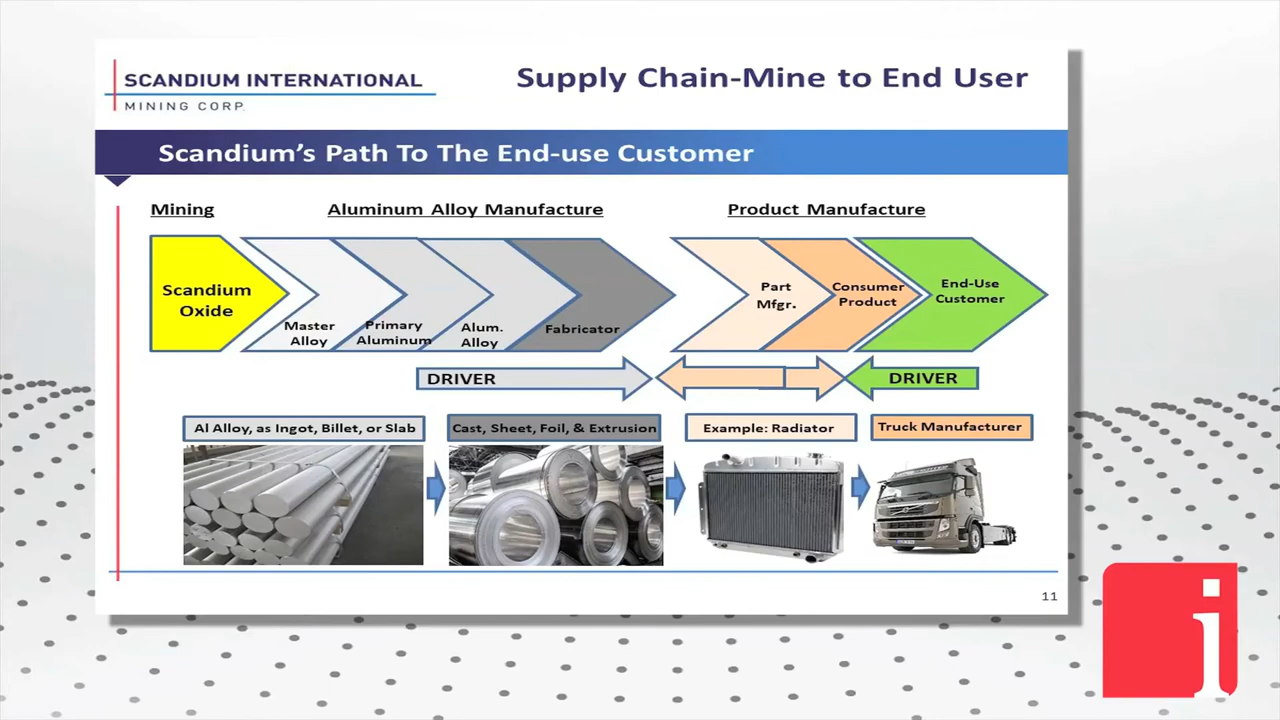 SCANDIUM INTERNATIONAL
MINING CORP.
Supply Chain-Mine to End User
Scandium's Path To The End-use Customer
Mining
Aluminum Alloy Manufacture
Product Manufacture
Scandium
Oxide
Master
Alloy
Primary
Aluminum
Alum.
Alloy
Fabricator
Part
Mfgr.
Consumer
Product
End-Use
Customer
DRIVER
DRIVER
Al Alloy, as Ingot, Billet, or Slab
Cast, Sheet, Foil, & Extrusion
Example: Radiator
Truck Manufacturer
11
i